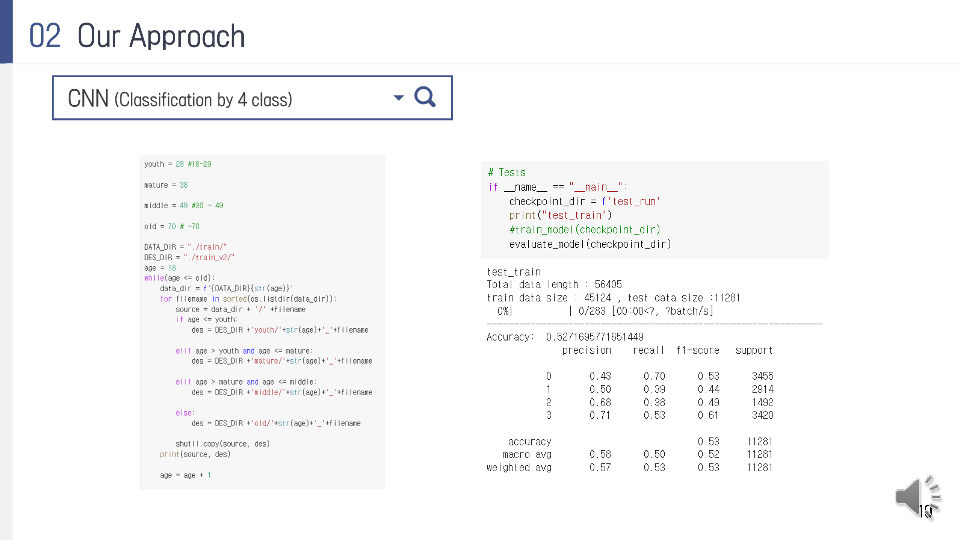 02 Our Approach
CNN (Classification by 4 class)
youth = 28 #18~29
mature = 38
middle = 49 #30 ~ 49
old = 70 # ~70
DATA_DIR = "./train/"
DES_DIR = "./train_v2/"
age = 18
while(age <= old):
data_dir = f'{DATA_DIR}{str(age)}'
for filename in sorted(os.listdir(data_dir)):
source = data_dir + '/' +filename
if age <= youth:
des = DES_DIR +'youth/'+str(age)+'_'+filename
elif age > youth and age <= mature:
des = DES_DIR +'mature/'+str(age)+'_'+filename
elif age > mature and age <= middle:
des = DES_DIR +'middle/'+str(age)+'_'+filename
else:
des = DES_DIR +'old/'+str(age)+'_'+filename
shutil.copy(source, des)
print(source, des)
age = age + 1
# Tests
if __name__ == "__main__":
checkpoint_dir = f'test_run'
print("test_train")
#train_model(checkpoint_dir)
evaluate_model(checkpoint_dir)
test_train
Total data length : 56405
train data size : 45124 , test data size :11281
0%| | 0/283 [00:00<?, ?batch/s]
Accuracy: 0.5271695771651449
precision recall f1-score support
0 0.43 0.70 0.53 3455
1 0.50 0.39 0.44 2914
2 0.68 0.38 0.49 1492
3 0.71 0.53 0.61 3420
accuracy 0.53 11281
macro avg 0.58 0.50 0.52 11281
weighted avg 0.57 0.53 0.53 11281